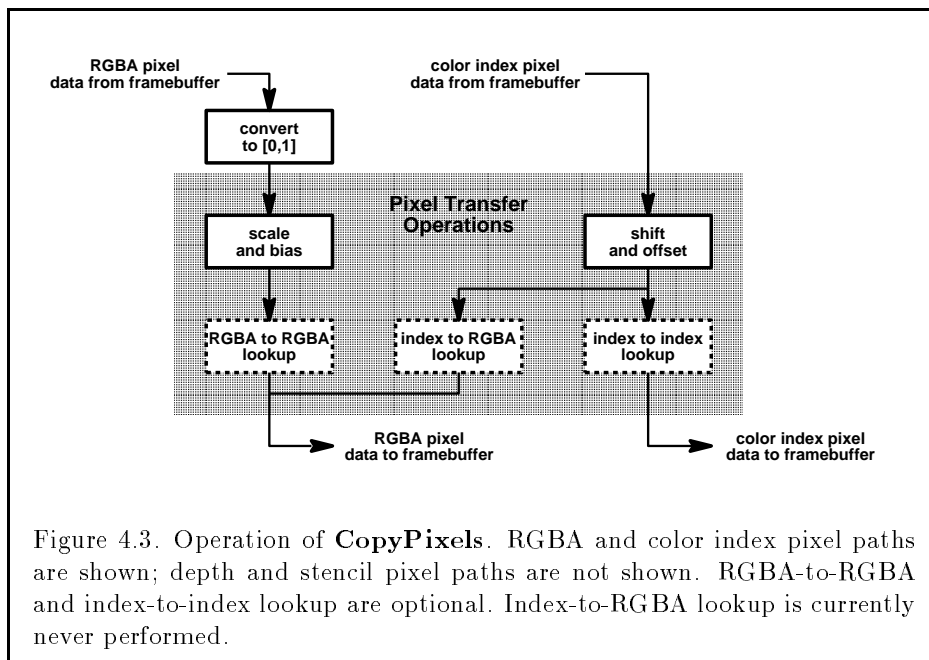 RGBA pixel
data from framebuffer
color index pixel
data from framebuffer
convert
to [0,1]
Pixel Transfer
Operations
scale
and bias
shift
and offset
RGBA to RGBA
lookup
index to RGBA
lookup
index to index
lookup
RGBA pixel
data to framebuffer
color index pixel
data to framebuffer
Figure 4.3. Operation of CopyPixels. RGBA and color index pixel paths
are shown; depth and stencil pixel paths are not shown. RGBA-to-RGBA
and index-to-index lookup are optional. Index-to-RGBA lookup is currently
never performed.